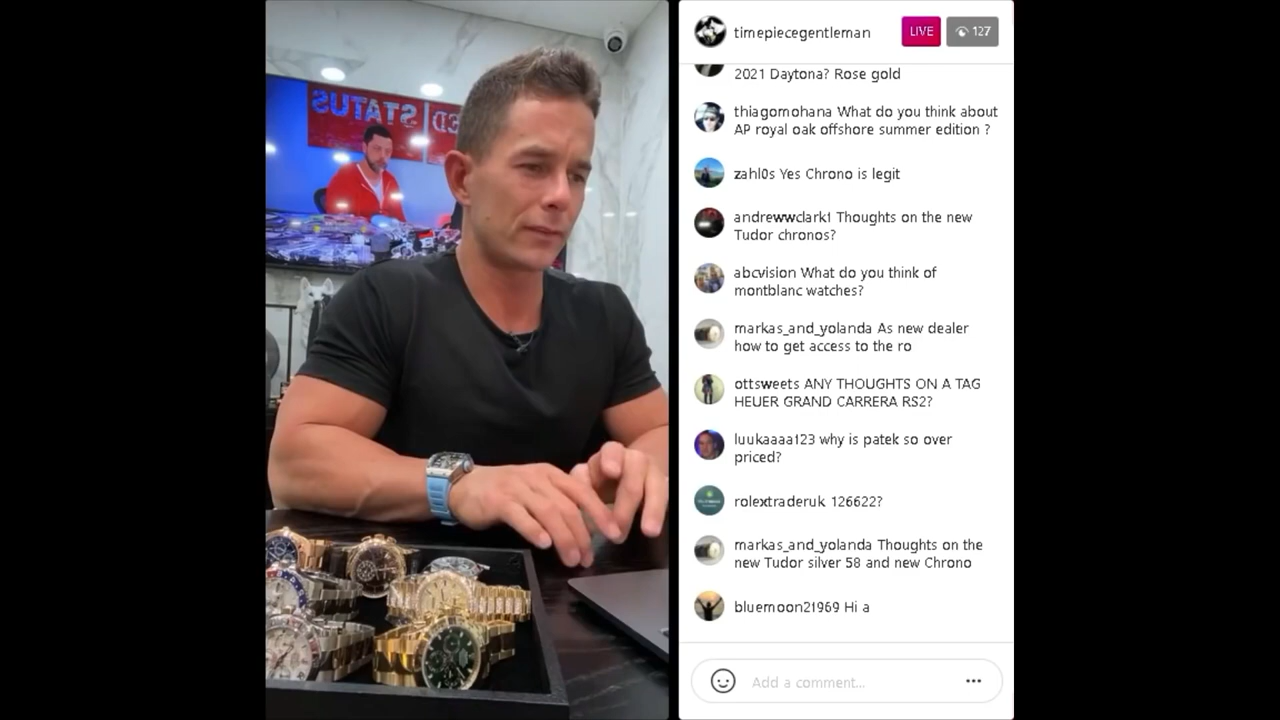 STATUS
timepiecegentleman
LIVE
127
2021 Daytona? Rose gold
thiagomohana What do you think about
AP royal oak offshore summer edition ?
zahl0s Yes Chrono is legit
andrewwclark1 Thoughts on the new
Tudor chronos?
abcvision What do you think of
montblanc watches?
markas_and_yolanda As new dealer
how to get access to the ro
ottsweets ANY THOUGHTS ON A TAG
HEUER GRAND CARRERA RS2?
luukaaaa123 why is patek so over
priced?
rolextraderuk 126622?
markas_and_yolanda Thoughts on the
new Tudor silver 58 and new Chrono
bluemoon21969 Hi a
Add a comment...